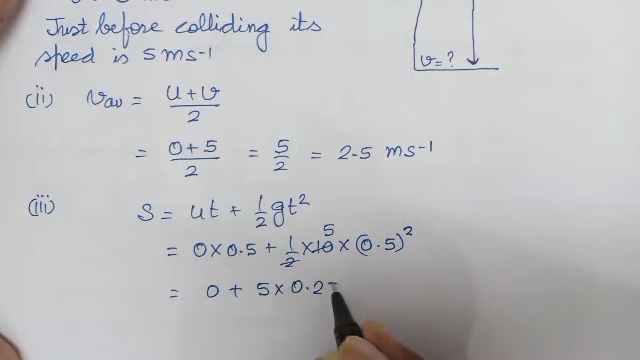 Just before colliding its
speed is 5 ms-1
v=?
(ii) Vav = u+v/2
= 0+5/2 = 5/2 = 2.5 ms-1
(iii) S = ut + 1/2 gt²
= 0×0.5 + 1/2 ×10 5 × (0.5)²
= 0 + 5×0.2